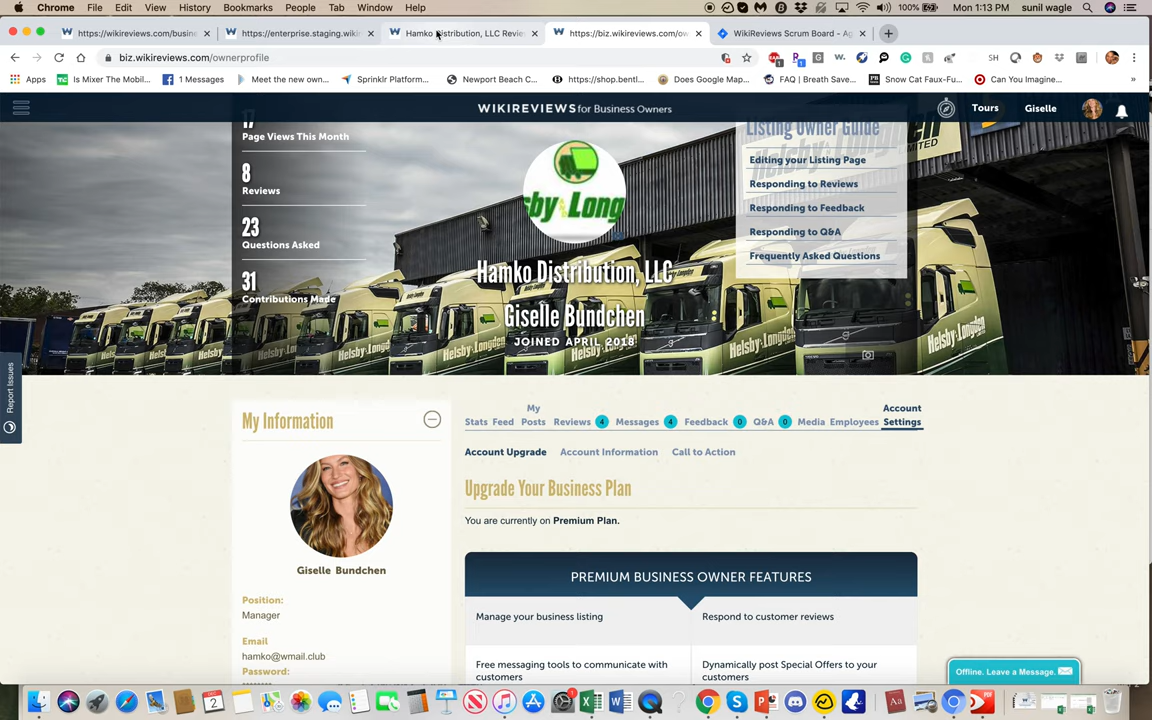 Chrome File Edit View History Bookmarks People Tab Window Help
100% Mon 1:13 PM sunil wagle
https://wikireviews.com/busin
https://enterprise.staging.wiki
Hamko Distribution, LLC Revie
https://biz.wikireviews.com/ow
WikiReviews Scrum Board - Ag
biz.wikireviews.com/ownerprofile
SH
Apps Is Mixer The Mobil... 1 Messages Meet the new own... Sprinklr Platform... Newport Beach C... https://shop.bentl... Does Google Map... FAQ | Breath Save... Snow Cat Faux-Fu... Can You Imagine...
WIKIREVIEWS for Business Owners
Tours Giselle
17
Page Views This Month
8
Reviews
23
Questions Asked
31
Contributions Made
Listing Owner Guide
Editing your Listing Page
Responding to Reviews
Responding to Feedback
Responding to Q&A
Frequently Asked Questions
sby Long
Hamko Distribution, LLC
Giselle Bundchen
JOINED APRIL 2018
Report Issues
My Information
Giselle Bundchen
Position:
Manager
Email
hamko@wmail.club
Password:
Stats Feed My Posts Reviews 4 Messages 4 Feedback 0 Q&A 0 Media Employees Account Settings
Account Upgrade Account Information Call to Action
Upgrade Your Business Plan
You are currently on Premium Plan.
PREMIUM BUSINESS OWNER FEATURES
Manage your business listing
Respond to customer reviews
Free messaging tools to communicate with customers
Dynamically post Special Offers to your customers
Offline. Leave a Message.